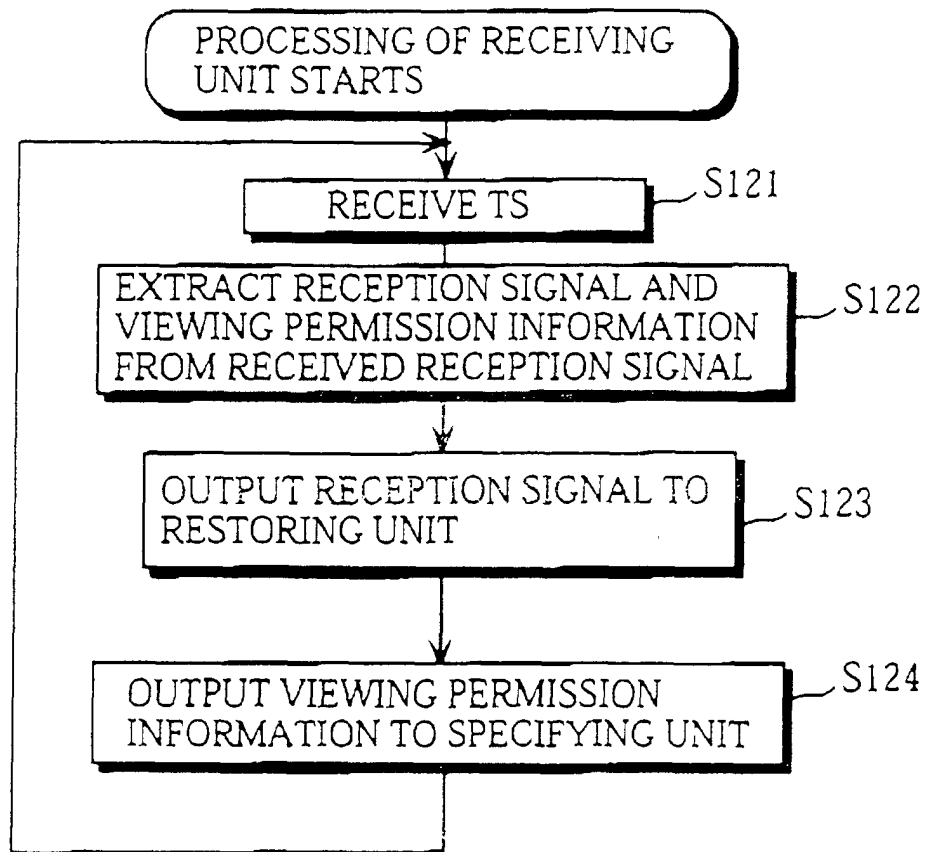 PROCESSING OF RECEIVING
UNIT STARTS
RECEIVE TS
S121
EXTRACT RECEPTION SIGNAL AND
VIEWING PERMISSION INFORMATION
FROM RECEIVED RECEPTION SIGNAL
S122
OUTPUT RECEPTION SIGNAL TO
RESTORING UNIT
S123
OUTPUT VIEWING PERMISSION
INFORMATION TO SPECIFYING UNIT
S124